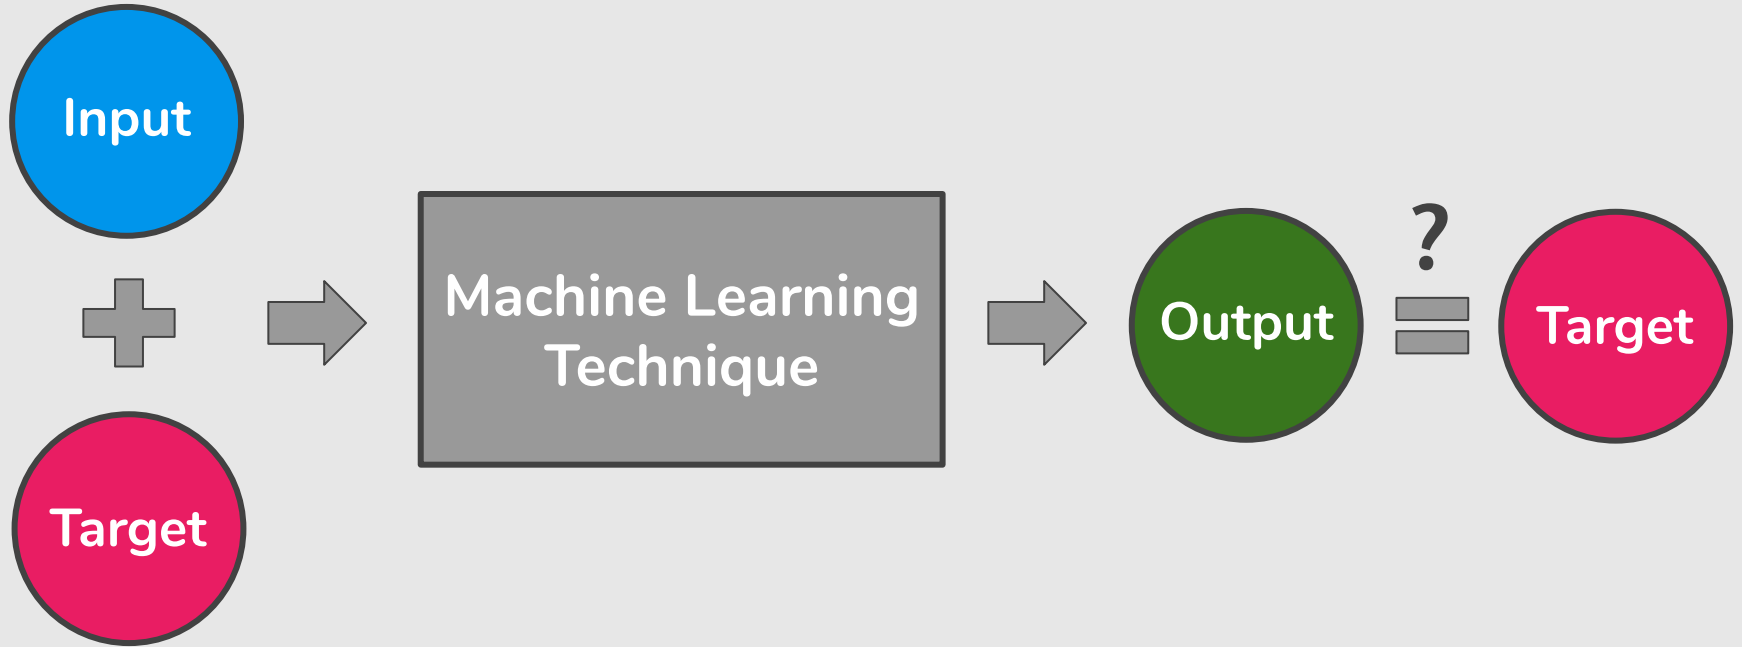 Input
Target
Machine Learning
Technique
Output
?
Target